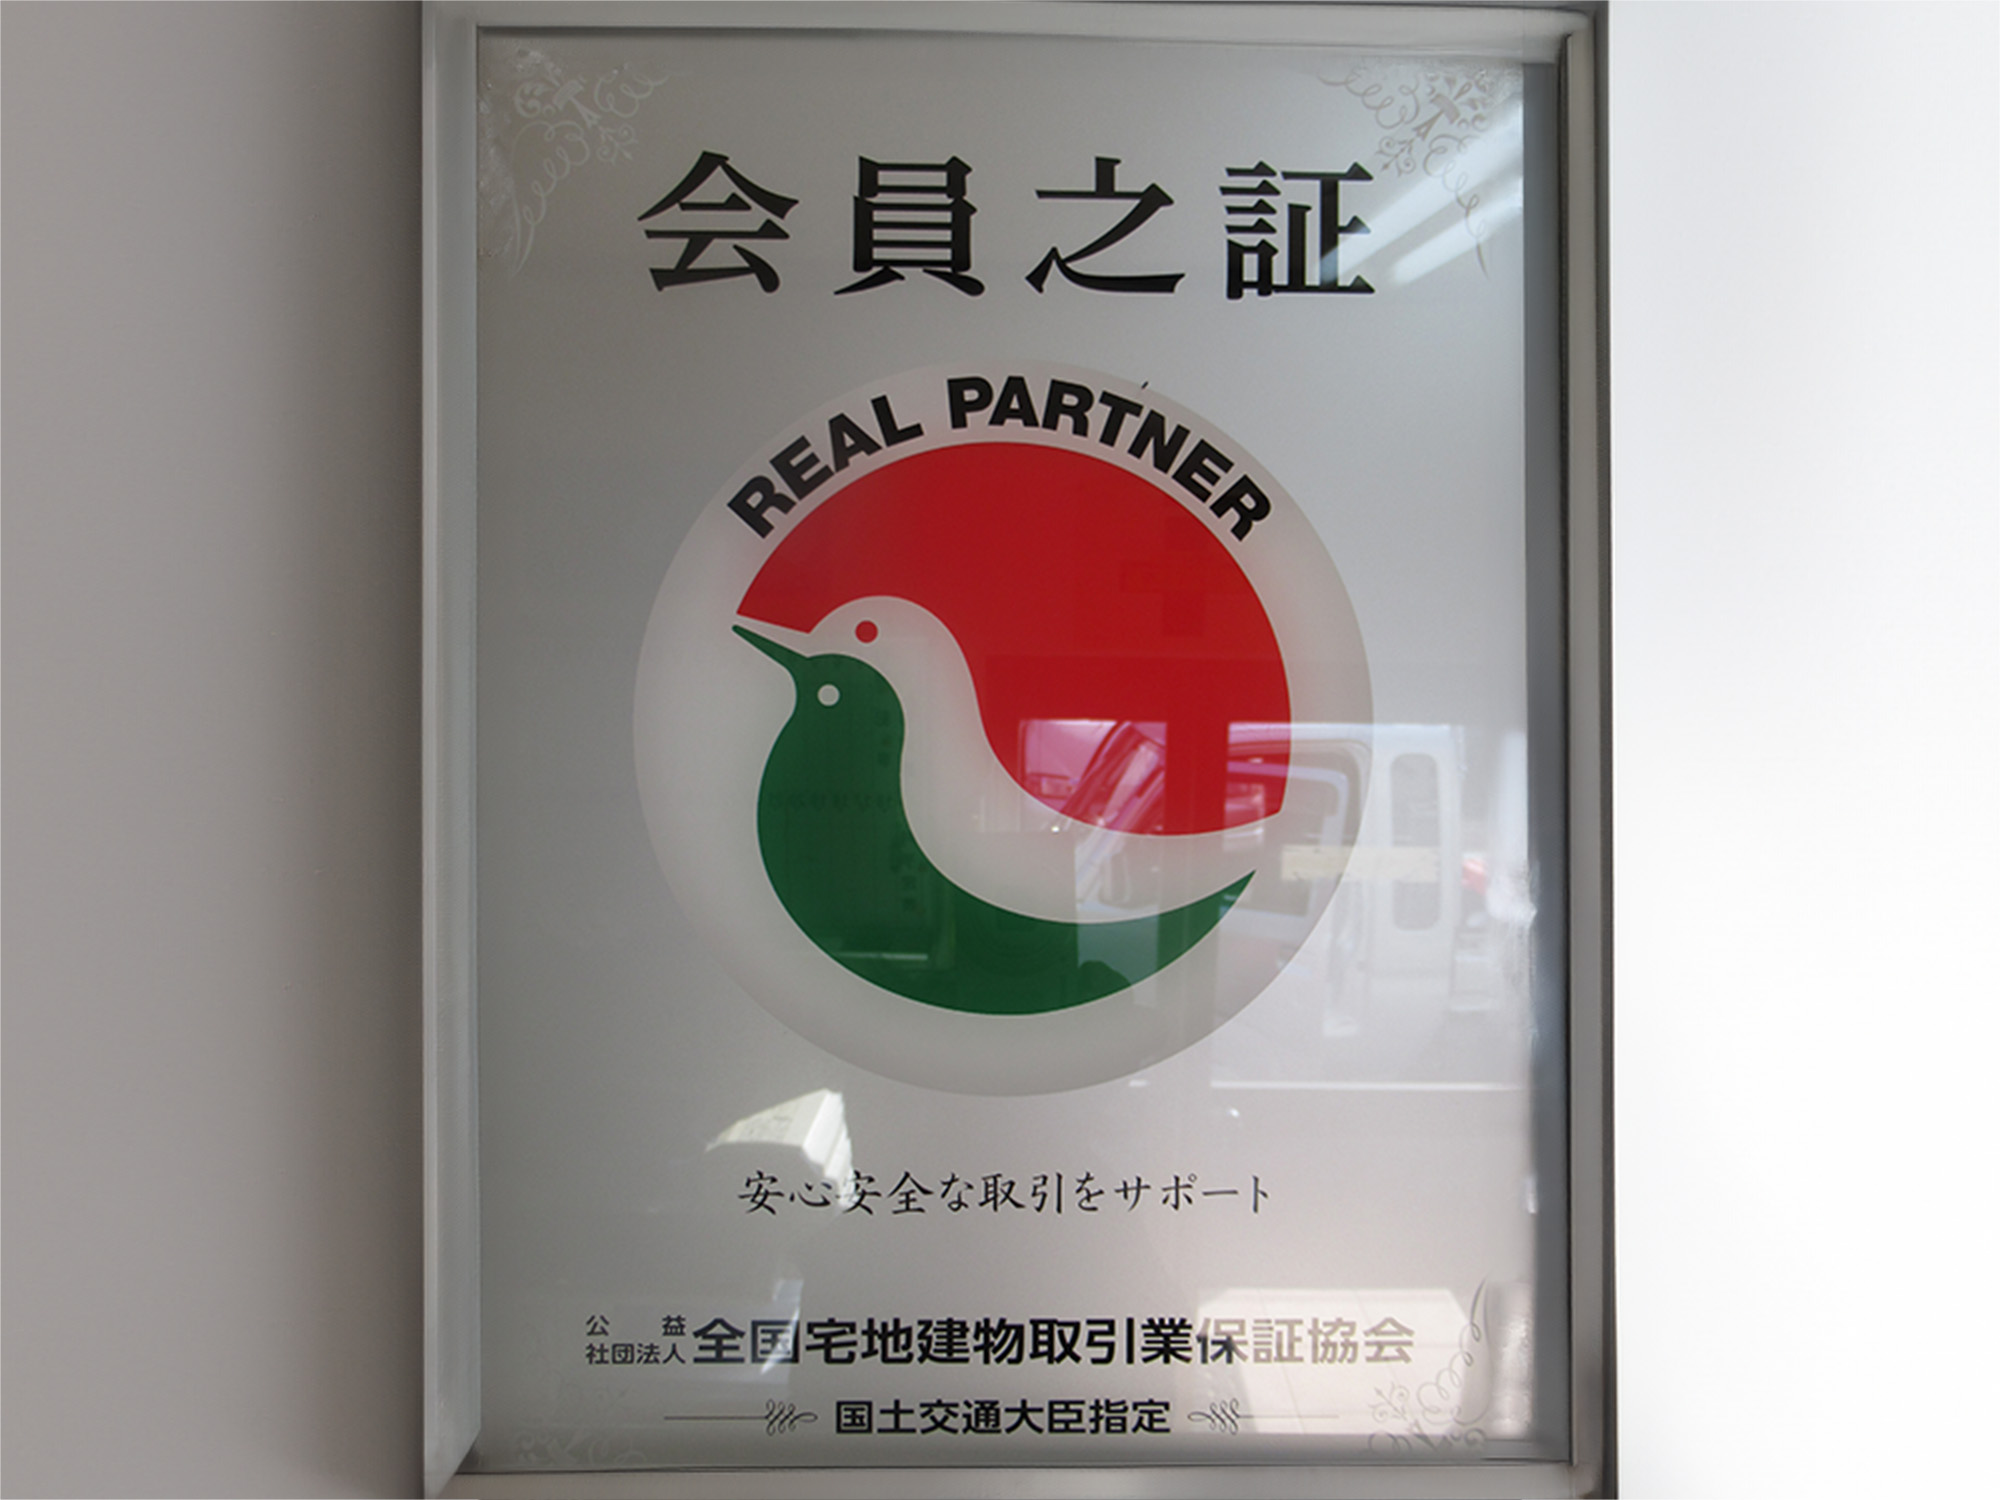 会員之証
REAL PARTNER
安心安全な取引をサポート
公益
社団法人 全国宅地建物取引業保証協会
国土交通大臣指定